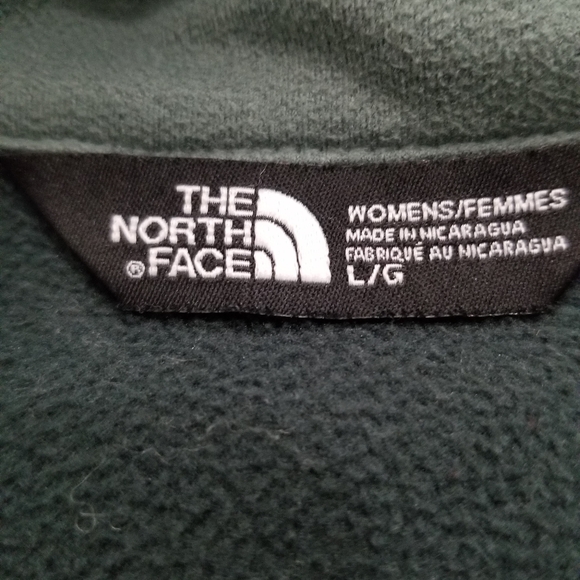 THE
NORTH
® FACE
WOMENS/FEMMES
MADE IN NICARAGUA
FABRIQUÉ AU NICARAGUA
L/G